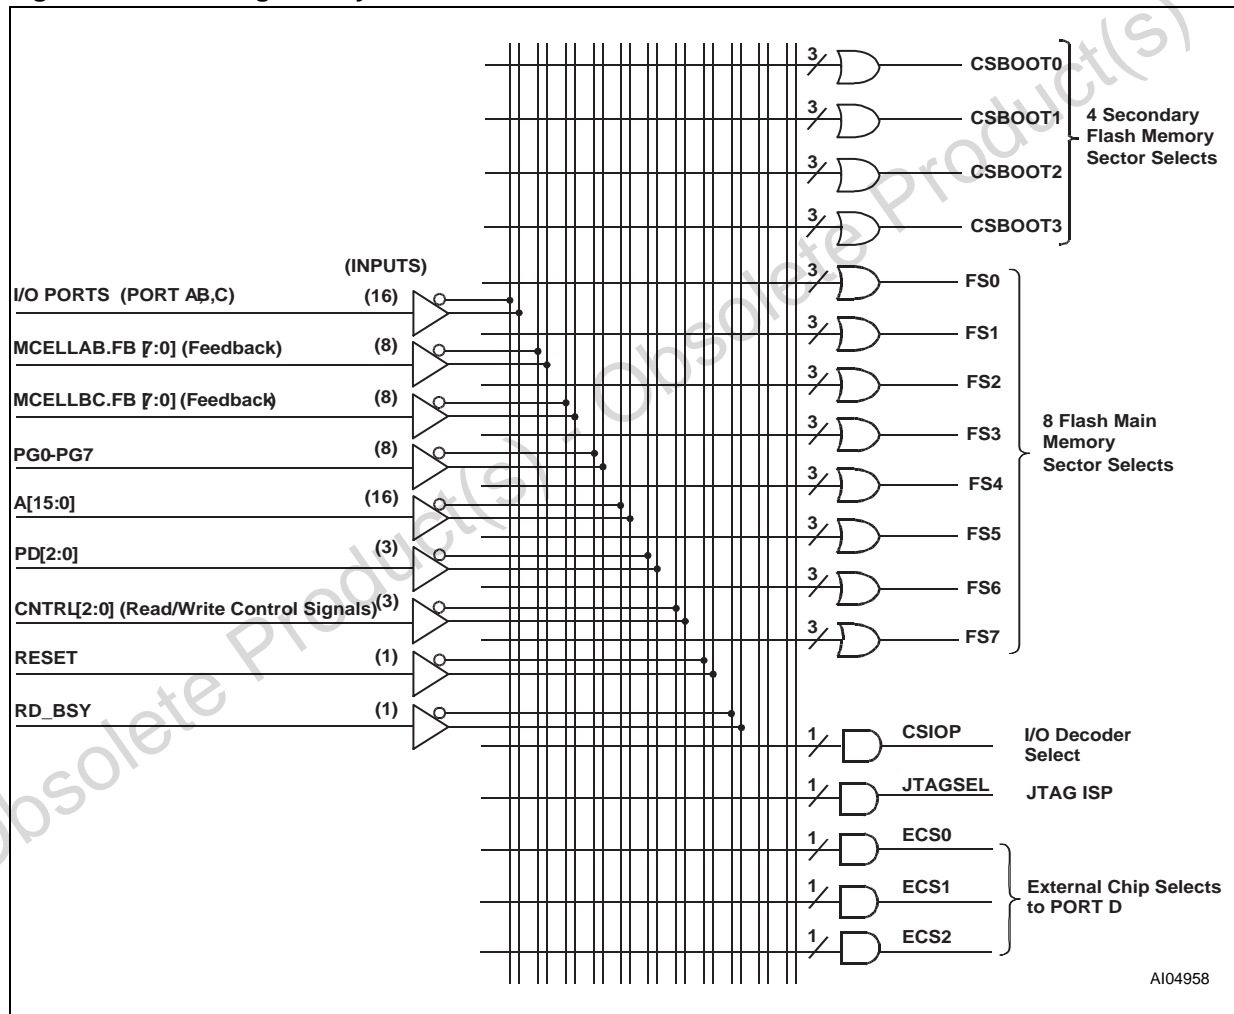 3 CSBOOT0
3 CSBOOT1
4 Secondary
Flash Memory
Sector Selects
3 CSBOOT2
3 CSBOOT3
(INPUTS)
I/O PORTS (PORT A,B,C) (16)
MCELLAB.FB [7:0] (Feedback) (8)
MCELLBC.FB [7:0] (Feedback) (8)
PG0-PG7 (8)
A[15:0] (16)
PD[2:0] (3)
CNTRL[2:0] (Read/Write Control Signals) (3)
RESET (1)
RD_BSY (1)
3 FS0
3 FS1
3 FS2
3 FS3
3 FS4
3 FS5
3 FS6
3 FS7
8 Flash Main
Memory
Sector Selects
1 CSIOP
I/O Decoder
Select
1 JTAGSEL JTAG ISP
1 ECS0
1 ECS1
1 ECS2
External Chip Selects
to PORT D
AI04958
Obsolete Product(s) - Obsolete Product(s)